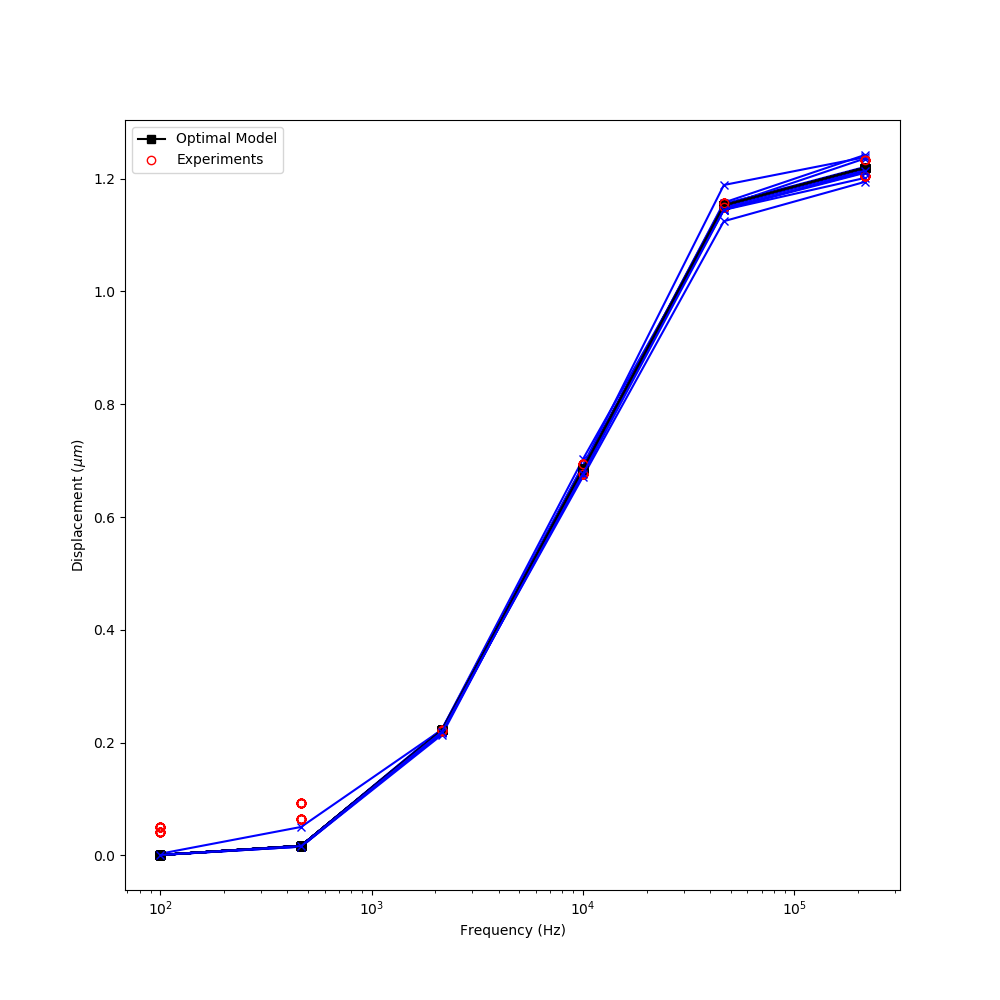 Optimal Model
Experiments
1.2
1.0
0.8
0.6
0.4
0.2
0.0
Displacement (μm)
10²
10³
10⁴
10⁵
Frequency (Hz)